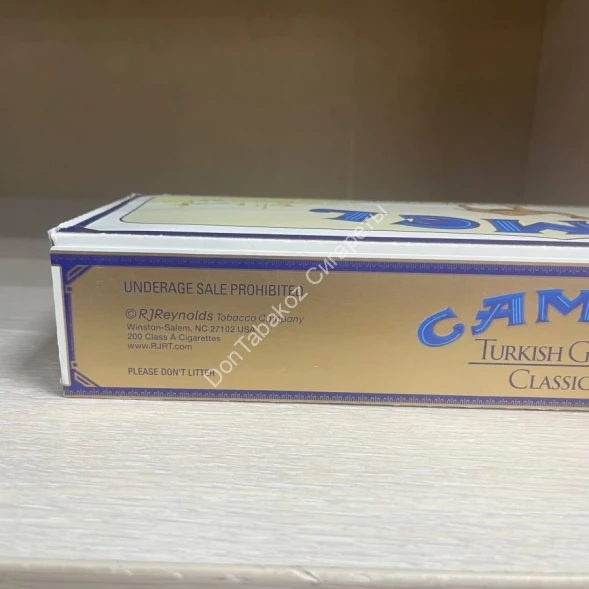 UNDERAGE SALE PROHIBITED
© RJReynolds Tobacco Company
Winston-Salem, NC 27102 USA
200 Class A Cigarettes
www.RJRT.com
PLEASE DON'T LITTER
CAM
TURKISH G
CLASSIC
DonTabakoz Сигареты